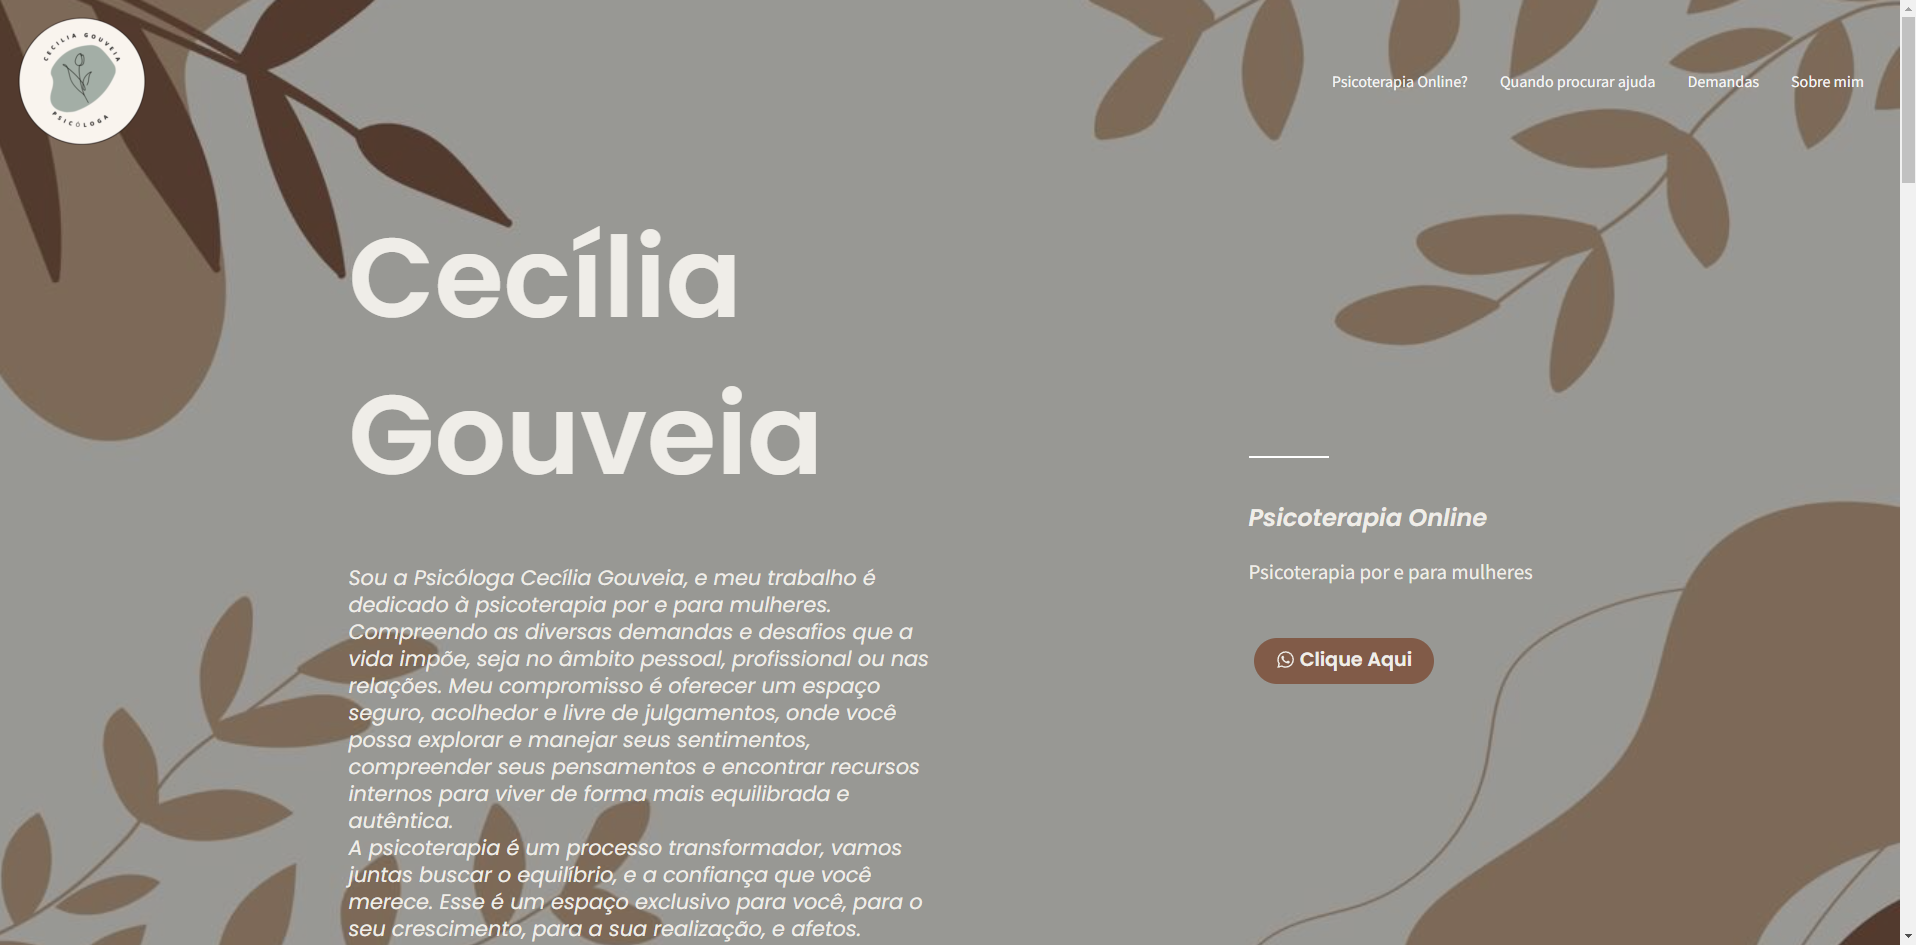 CECILIA GOUVEIA
PSICÓLOGA
Psicoterapia Online?
Quando procurar ajuda
Demandas
Sobre mim
Cecília
Gouveia
Sou a Psicóloga Cecília Gouveia, e meu trabalho é
dedicado à psicoterapia por e para mulheres.
Compreendo as diversas demandas e desafios que a
vida impõe, seja no âmbito pessoal, profissional ou nas
relações. Meu compromisso é oferecer um espaço
seguro, acolhedor e livre de julgamentos, onde você
possa explorar e manejar seus sentimentos,
compreender seus pensamentos e encontrar recursos
internos para viver de forma mais equilibrada e
autêntica.
A psicoterapia é um processo transformador, vamos
juntas buscar o equilíbrio, e a confiança que você
merece. Esse é um espaço exclusivo para você, para o
seu crescimento, para a sua realização, e afetos.
Psicoterapia Online
Psicoterapia por e para mulheres
Clique Aqui